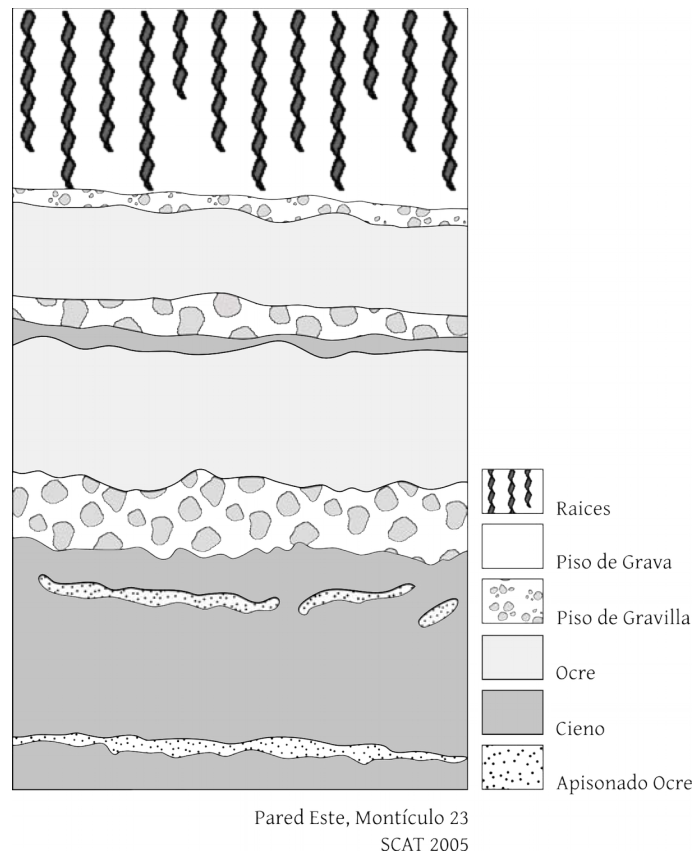 Raices
Piso de Grava
Piso de Gravilla
Ocre
Cieno
Apisonado Ocre
Pared Este, Montículo 23
SCAT 2005